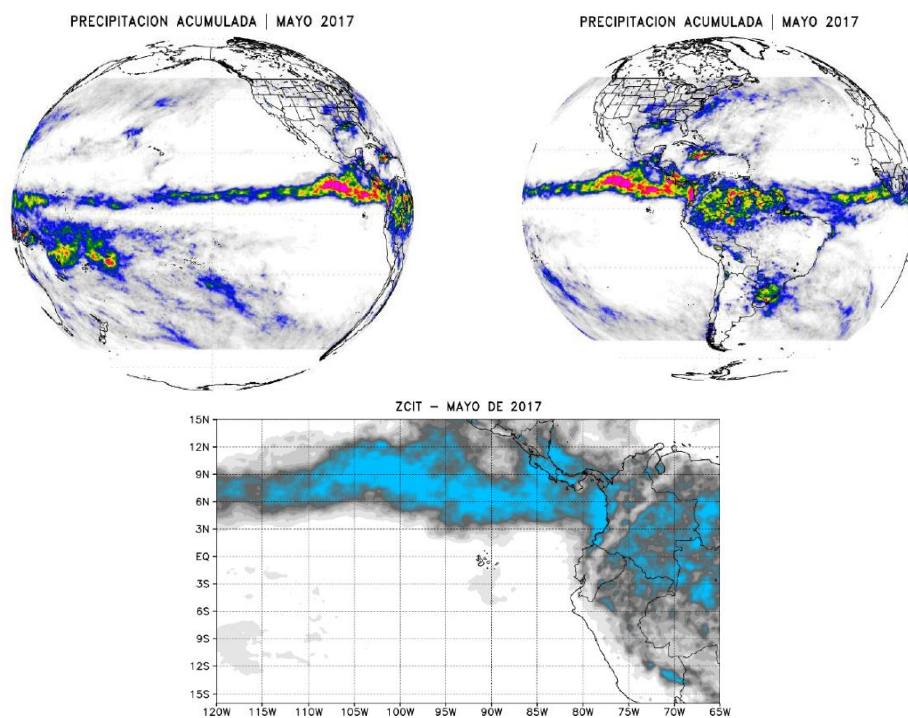 PRECIPITACION ACUMULADA | MAYO 2017
PRECIPITACION ACUMULADA | MAYO 2017
ZCIT – MAYO DE 2017
15N
12N
9N
6N
3N
EQ
3S
6S
9S
12S
15S
120W 115W 110W 105W 100W 95W 90W 85W 80W 75W 70W 65W